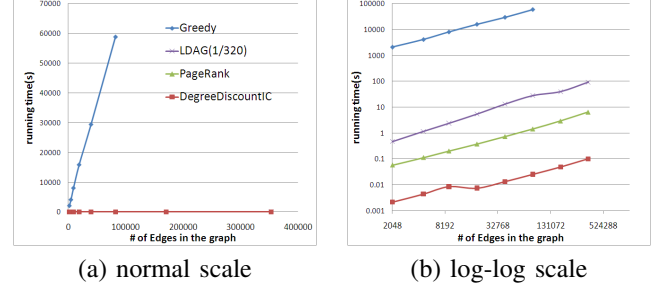 70000
60000
50000
40000
30000
20000
10000
0
running time(s)
Greedy
LDAG(1/320)
PageRank
DegreeDiscountIC
0 100000 200000 300000 400000
# of Edges in the graph
(a) normal scale
100000
10000
1000
100
10
1
0.1
0.01
0.001
running time(s)
2048 8192 32768 131072 524288
# of Edges in the graph
(b) log-log scale